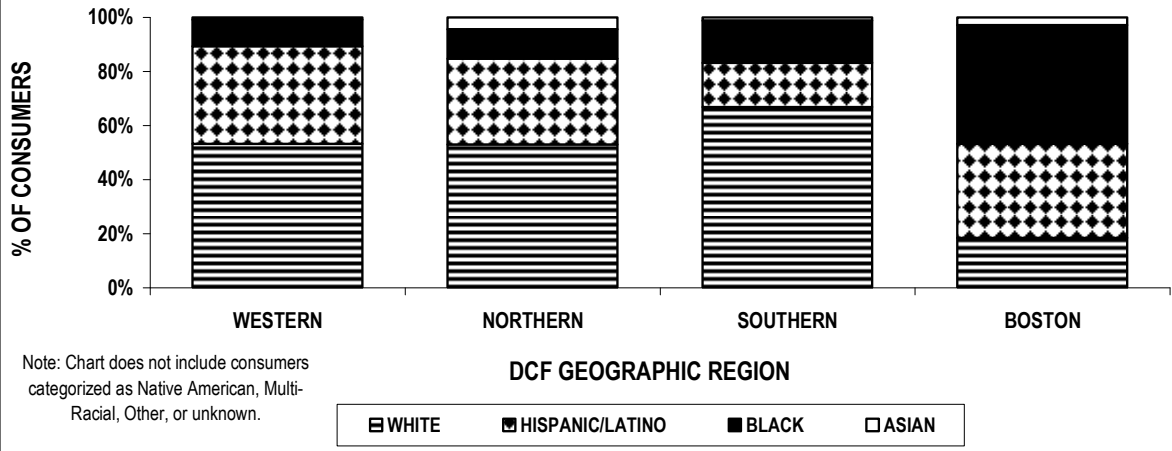 % OF CONSUMERS
100%
80%
60%
40%
20%
0%
WESTERN NORTHERN SOUTHERN BOSTON
DCF GEOGRAPHIC REGION
Note: Chart does not include consumers
categorized as Native American, Multi-
Racial, Other, or unknown.
WHITE HISPANIC/LATINO BLACK ASIAN